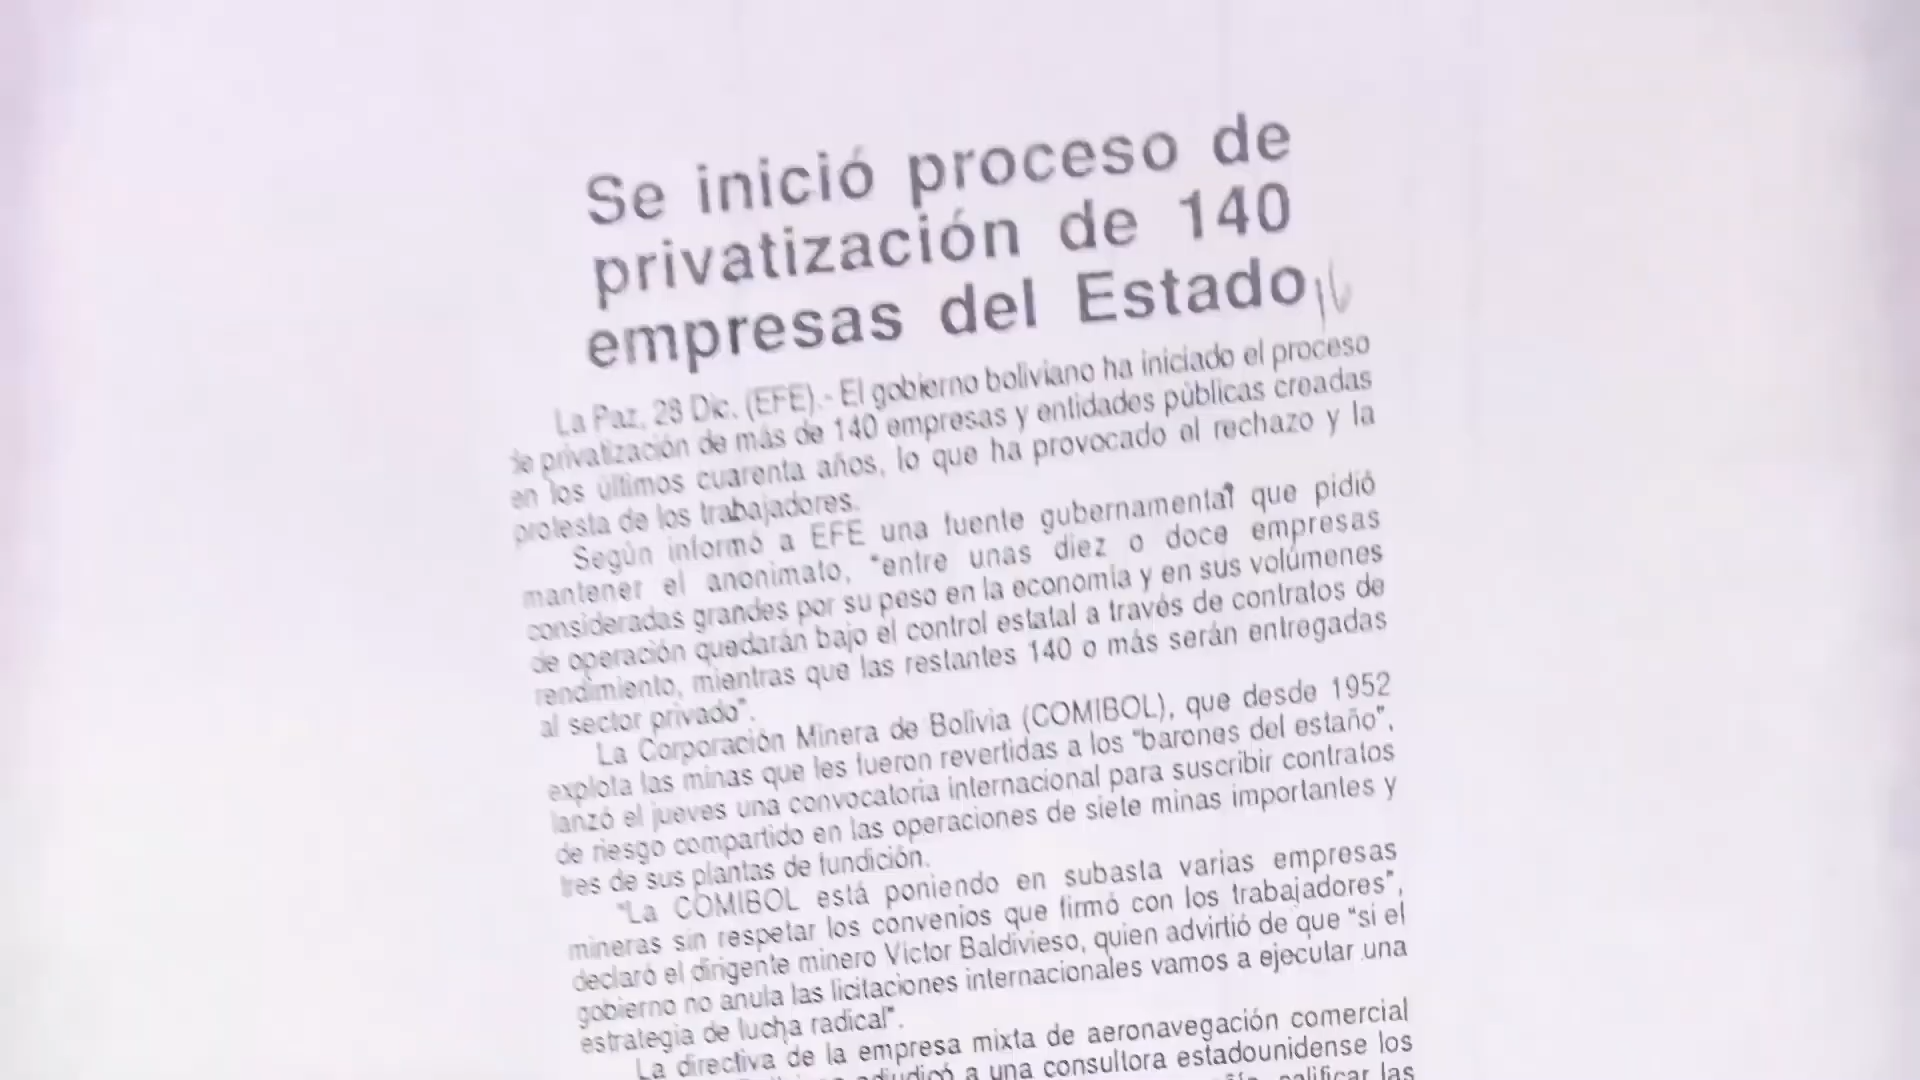 Se inició proceso de
privatización de 140
empresas del Estado
La Paz, 28 Dic. (EFE).- El gobierno boliviano ha iniciado el proceso
de privatización de más de 140 empresas y entidades públicas creadas
en los últimos cuarenta años, lo que ha provocado el rechazo y la
protesta de los trabajadores.
Según informó a EFE una fuente gubernamental que pidió
mantener el anonimato, "entre unas diez o doce empresas
consideradas grandes por su peso en la economía y en sus volúmenes
de operación quedarán bajo el control estatal a través de contratos de
rendimiento, mientras que las restantes 140 o más serán entregadas
al sector privado".
La Corporación Minera de Bolivia (COMIBOL), que desde 1952
explota las minas que les fueron revertidas a los "barones del estaño",
lanzó el jueves una convocatoria internacional para suscribir contratos
de riesgo compartido en las operaciones de siete minas importantes y
tres de sus plantas de fundición.
"La COMIBOL está poniendo en subasta varias empresas
mineras sin respetar los convenios que firmó con los trabajadores",
declaró el dirigente minero Víctor Baldivieso, quien advirtió de que "si el
gobierno no anula las licitaciones internacionales vamos a ejecutar una
estrategia de lucha radical".
La directiva de la empresa mixta de aeronavegación comercial
adjudicó a una consultora estadounidense los
calificar las